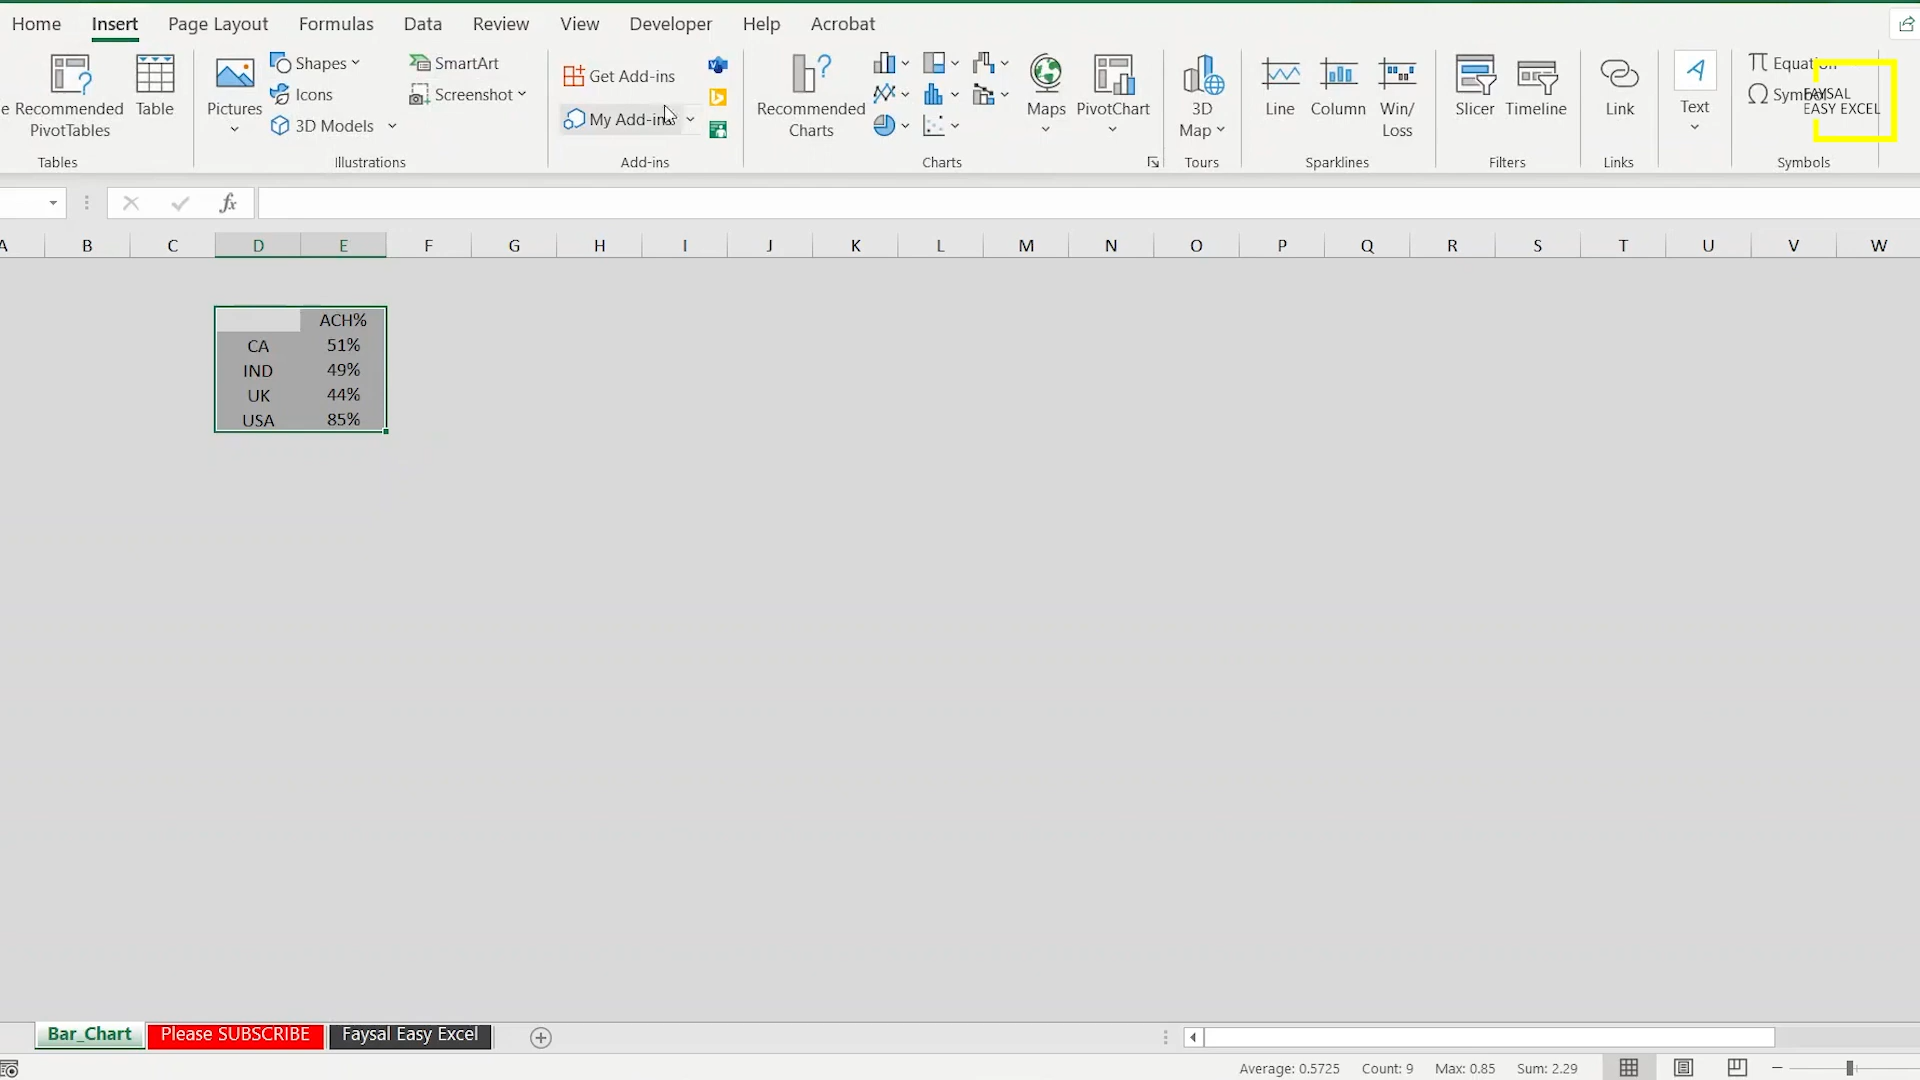 Home Insert Page Layout Formulas Data Review View Developer Help Acrobat
Recommended PivotTables
Table
Pictures
Shapes
Icons
3D Models
SmartArt
Screenshot
Get Add-ins
My Add-ins
Recommended Charts
Maps
PivotChart
3D Map
Line
Column
Win/Loss
Slicer
Timeline
Link
Text
Equation
Symbol
FAYSAL
EASY EXCEL
Tables Illustrations Add-ins Charts Tours Sparklines Filters Links Symbols
fx
A B C D E F G H I J K L M N O P Q R S T U V W
ACH%
CA 51%
IND 49%
UK 44%
USA 85%
Bar_Chart Please SUBSCRIBE Faysal Easy Excel
Average: 0.5725 Count: 9 Max: 0.85 Sum: 2.29